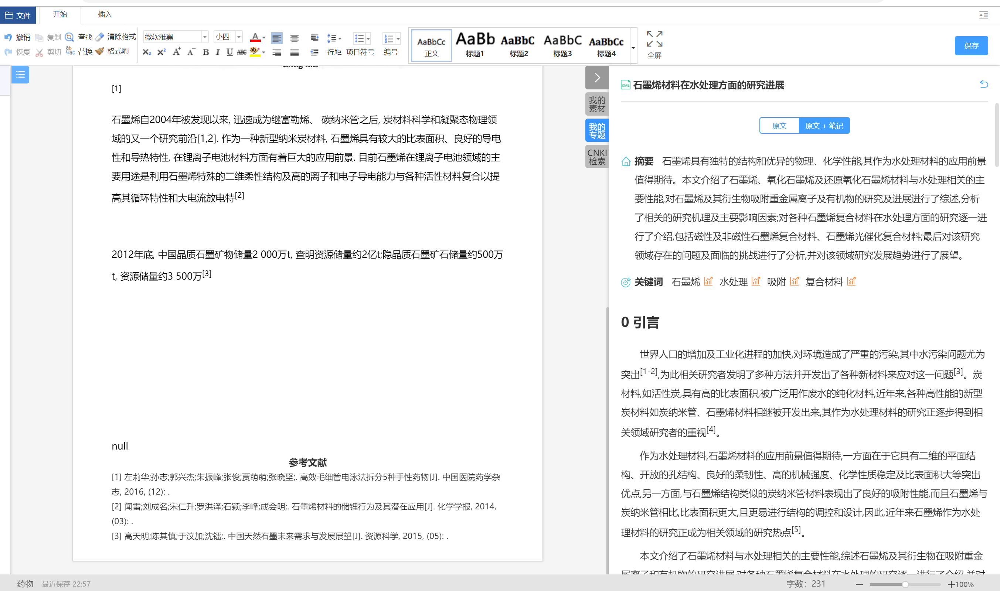 文件
开始
插入
撤销
复制
查找
清除格式
微软雅黑
小四
恢复
剪切
替换
格式刷
行距
项目符号
编号
AaBbCc
正文
AaBb
标题1
AaBbC
标题2
AaBbC
标题3
AaBbCc
标题4
全屏
保存
[1]
石墨烯自2004年被发现以来, 迅速成为继富勒烯、 碳纳米管之后, 炭材料科学和凝聚态物理领
域的又一个研究前沿[1,2]. 作为一种新型纳米炭材料, 石墨烯具有较大的比表面积、良好的导电
性和导热特性, 在锂离子电池材料方面有着巨大的应用前景. 目前石墨烯在锂离子电池领域的主
要用途是利用石墨烯特殊的二维柔性结构及高的离子和电子导电能力与各种活性材料复合以提
高其循环特性和大电流放电特[2]
2012年底, 中国晶质石墨矿物储量2 000万t, 查明资源储量约2亿t;隐晶质石墨矿石储量约500万
t, 资源储量约3 500万[3]
null
参考文献
[1] 左莉华;孙志;郭兴杰;朱振峰;张俊;贾萌萌;张晓坚;. 高效毛细管电泳法拆分5种手性药物[J]. 中国医院药学杂
志, 2016, (12): .
[2] 闻雷;刘成名;宋仁升;罗洪泽;石颖;李峰;成会明;. 石墨烯材料的储锂行为及其潜在应用[J]. 化学学报, 2014,
(03): .
[3] 高天明;陈其慎;于汶加;沈镭;. 中国天然石墨未来需求与发展展望[J]. 资源科学, 2015, (05): .
我的
素材
我的
专题
CNKI
检索
XML 石墨烯材料在水处理方面的研究进展
原文
原文 + 笔记
摘要 石墨烯具有独特的结构和优异的物理、化学性能,其作为水处理材料的应用前景
值得期待。本文介绍了石墨烯、氧化石墨烯及还原氧化石墨烯材料与水处理相关的主
要性能,对石墨烯及其衍生物吸附重金属离子及有机物的研究及进展进行了综述,分析
了相关的研究机理及主要影响因素;对各种石墨烯复合材料在水处理方面的研究逐一进
行了介绍,包括磁性及非磁性石墨烯复合材料、石墨烯光催化复合材料;最后对该研究
领域存在的问题及面临的挑战进行了分析,并对该领域研究发展趋势进行了展望。
关键词 石墨烯 水处理 吸附 复合材料
0 引言
世界人口的增加及工业化进程的加快,对环境造成了严重的污染,其中水污染问题尤为
突出[1-2],为此相关研究者发明了多种方法并开发出了各种新材料来应对这一问题[3]。炭
材料,如活性炭,具有高的比表面积,被广泛用作废水的纯化材料,近年来,各种高性能的新型
炭材料如炭纳米管、石墨烯材料相继被开发出来,其作为水处理材料的研究正逐步得到相
关领域研究者的重视[4]。
作为水处理材料,石墨烯材料的应用前景值得期待,一方面在于它具有二维的平面结
构、开放的孔结构、良好的柔韧性、高的机械强度、化学性质稳定及比表面积大等突出
优点,另一方面,与石墨烯结构类似的炭纳米管材料表现出了良好的吸附性能,而且石墨烯与
炭纳米管相比,比表面积更大,且更易进行结构的调控和设计,因此,近年来石墨烯作为水处
理材料的研究正成为相关领域的研究热点[5]。
本文介绍了石墨烯材料与水处理相关的主要性能,综述石墨烯及其衍生物在吸附重金
属离子和有机物的研究进展,对各种石墨烯复合材料在水处理的研究逐一进行了介绍,并对
药物
最近保存 22:57
字数：231
100%